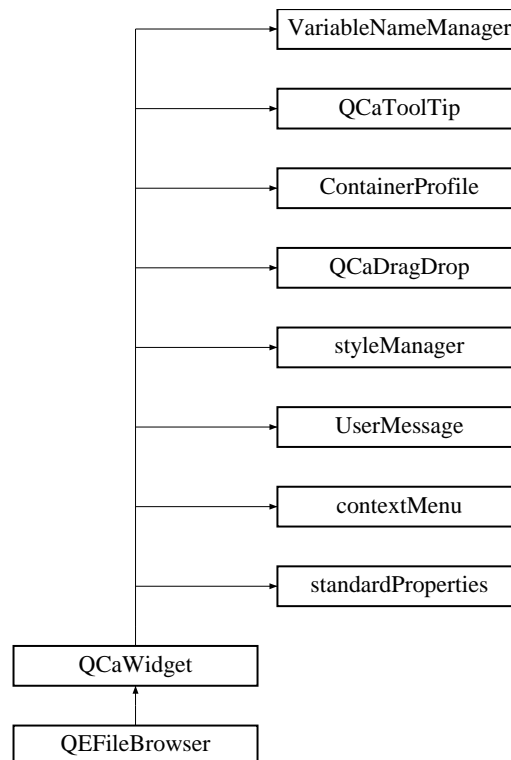 VariableNameManager
QCaToolTip
ContainerProfile
QCaDragDrop
styleManager
UserMessage
contextMenu
standardProperties
QCaWidget
QEFileBrowser